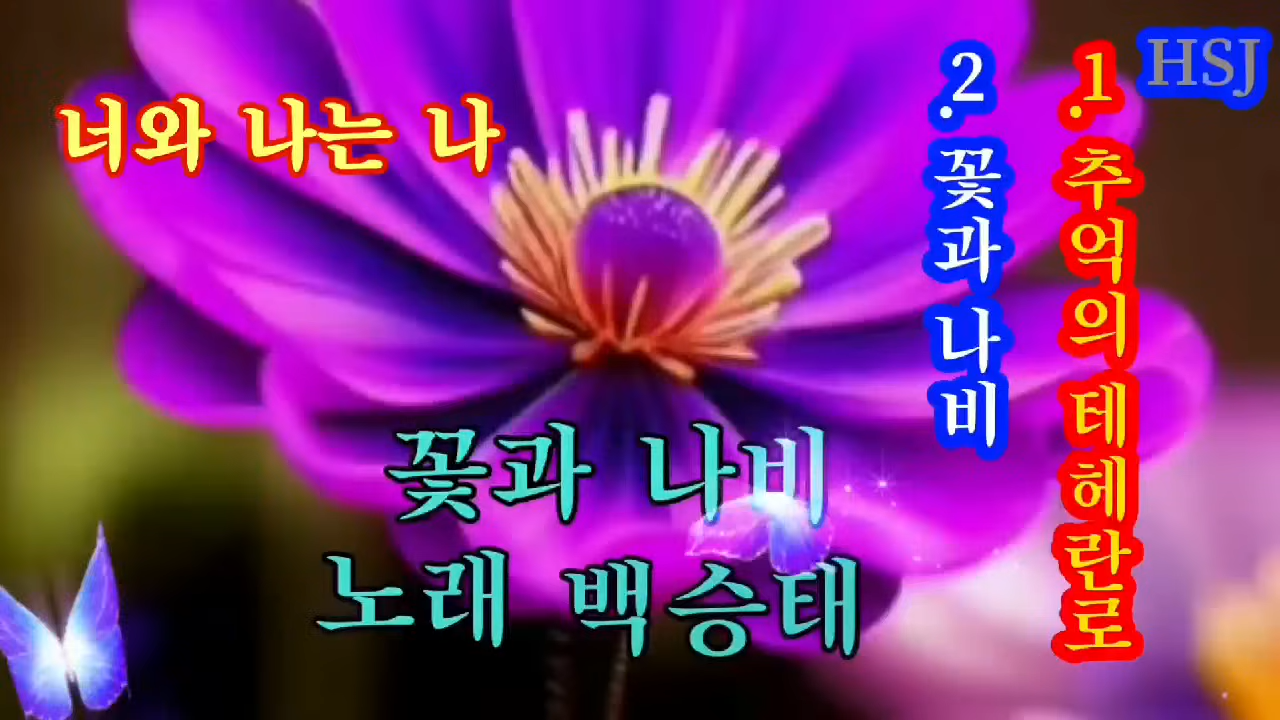 HSJ
너와 나는 나
1. 추억의 테헤란로
2. 꽃과 나비
꽃과 나비
노래 백승태